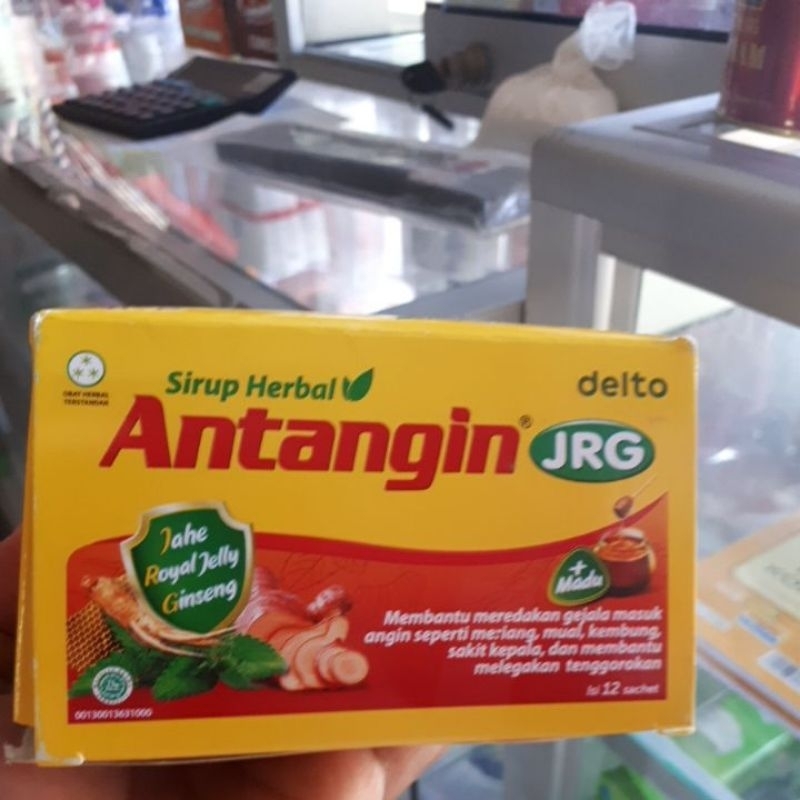 Sirup Herbal
delto
OBAT HERBAL
TERSTANDAR
Antangin® JRG
Jahe
Royal Jelly
Ginseng
+
Madu
Membantu meredakan gejala masuk
angin seperti meriang, mual, kembung,
sakit kepala, dan membantu
melegakan tenggorokan
Isi 12 sachet
00130013631000